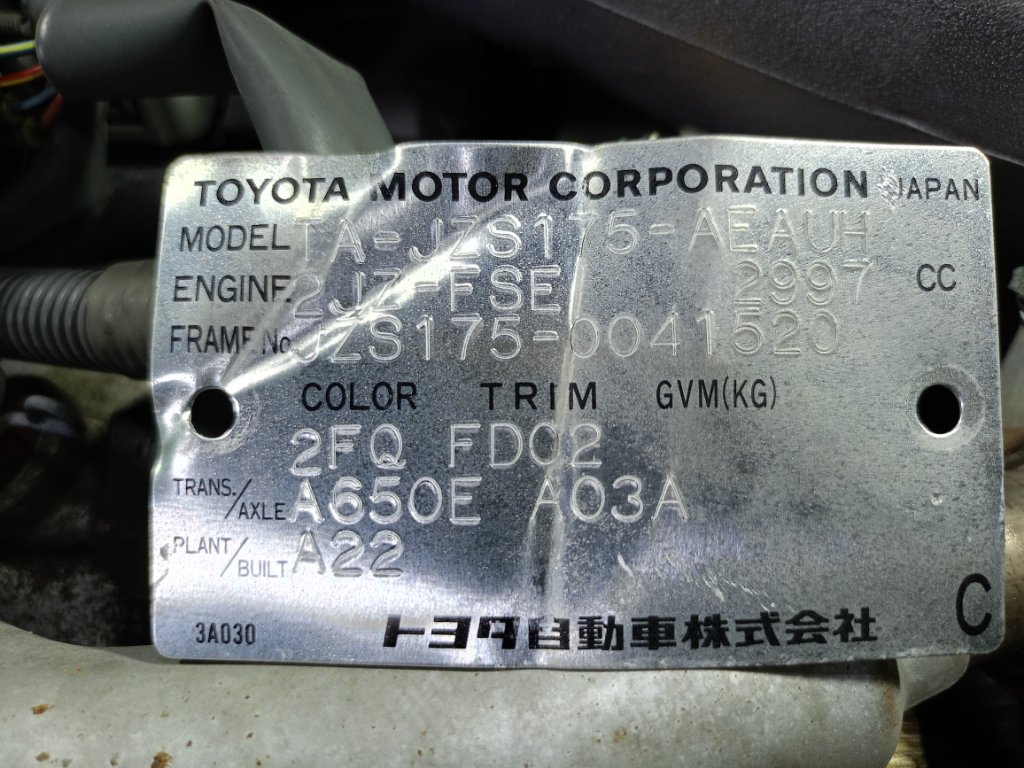 TOYOTA MOTOR CORPORATION JAPAN
MODEL TA-JZS175-AEAUH
ENGINE 2JZ-FSE 2997 CC
FRAME No. JZS175-0041520
COLOR TRIM GVM(KG)
2FQ FD02
TRANS./AXLE A650E A03A
PLANT/BUILT A22
C
3A030 トヨタ自動車株式会社